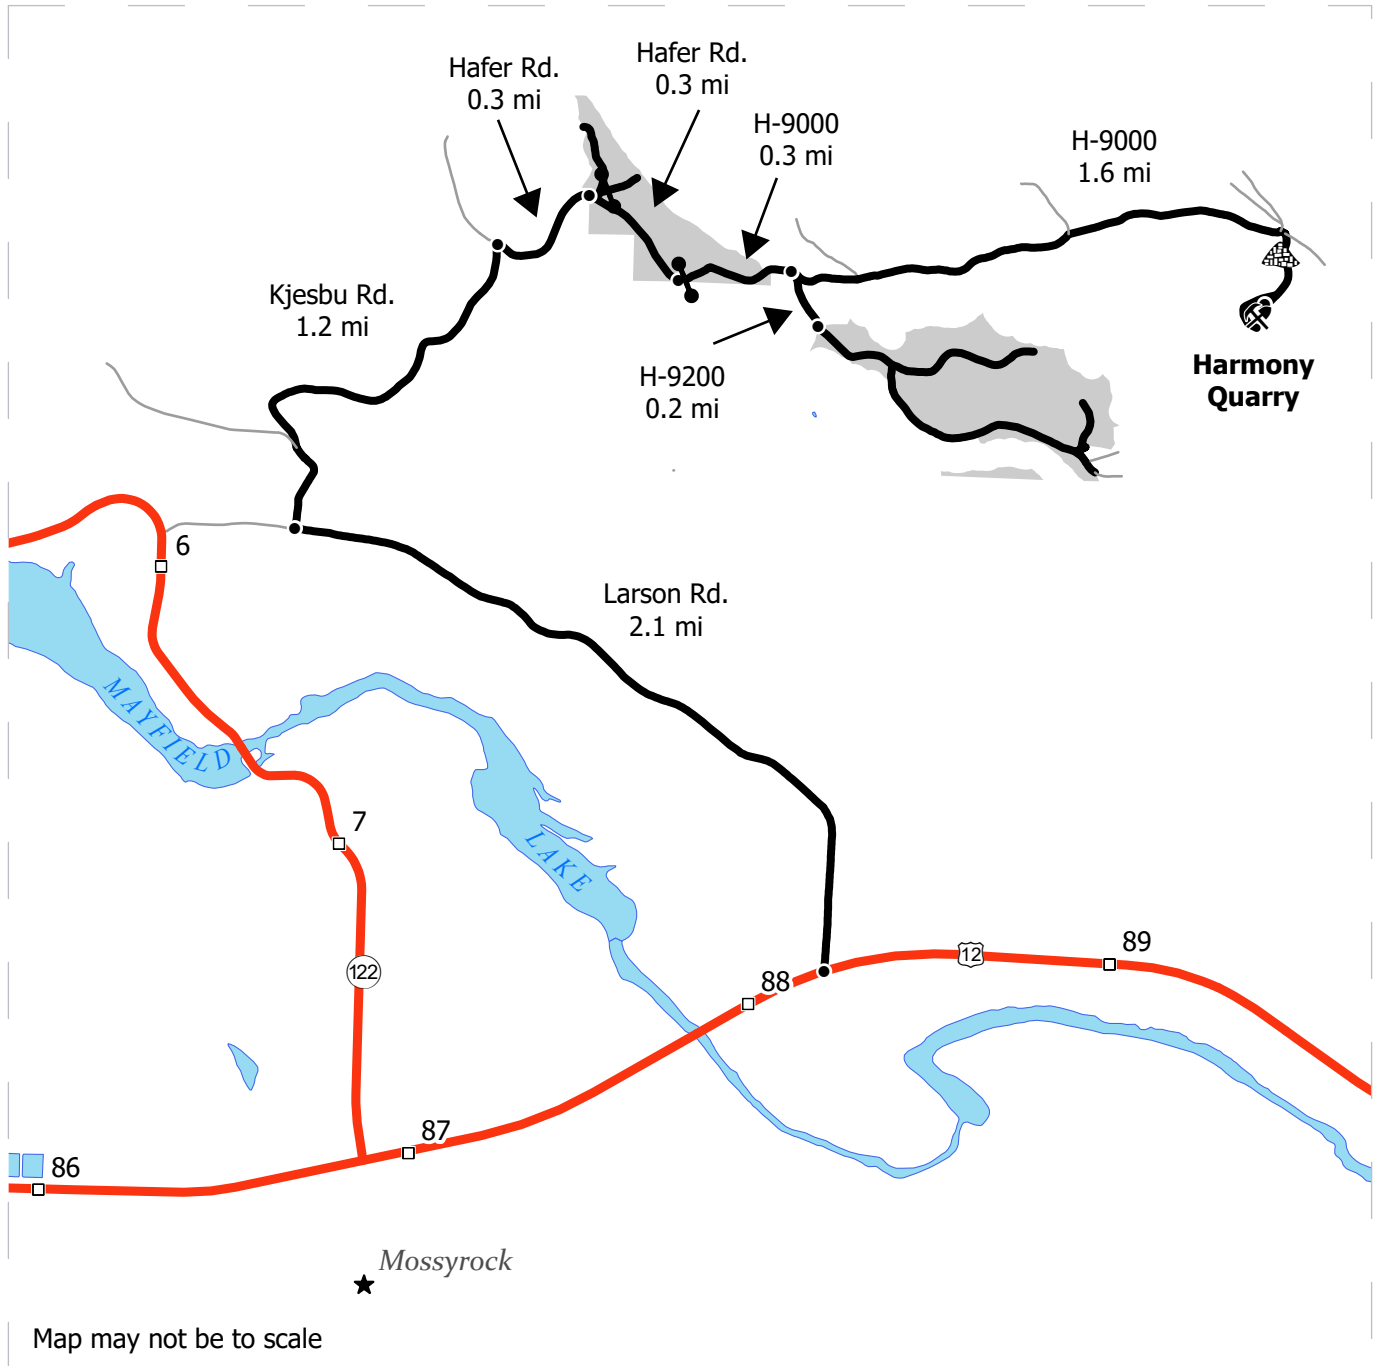 Hafer Rd.
0.3 mi
Hafer Rd.
0.3 mi
H-9000
0.3 mi
H-9000
1.6 mi
Kjesbu Rd.
1.2 mi
H-9200
0.2 mi
Harmony
Quarry
6
Larson Rd.
2.1 mi
MAYFIELD
7
LAKE
122
12
89
88
87
86
Mossyrock
Map may not be to scale